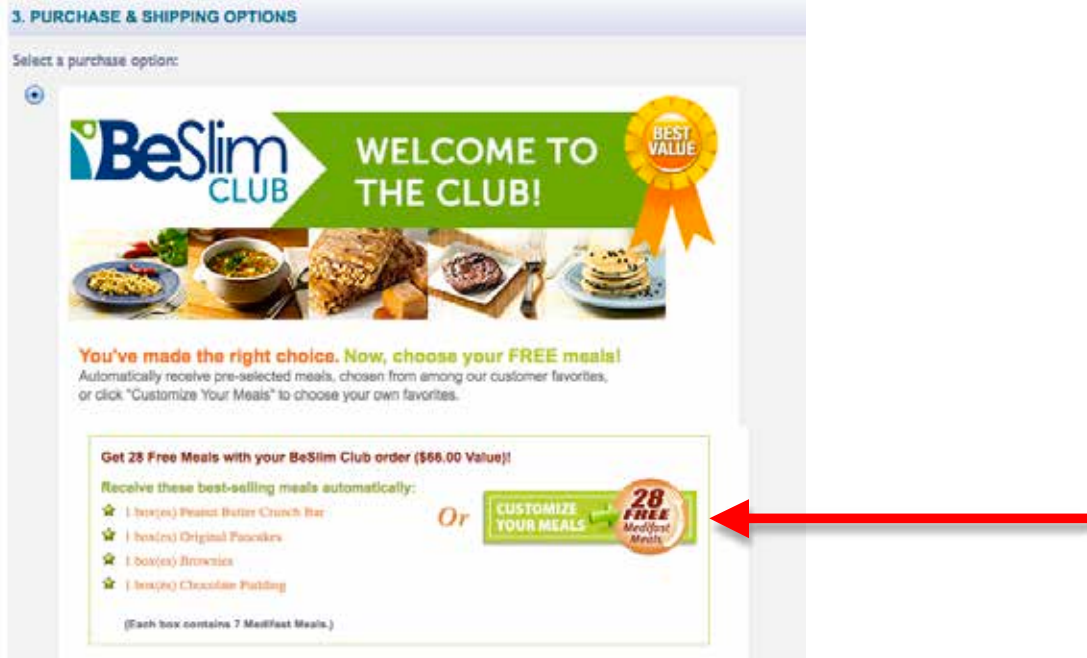 3. PURCHASE & SHIPPING OPTIONS
Select a purchase option:
BeSlim
CLUB
WELCOME TO
THE CLUB!
BEST
VALUE
You've made the right choice. Now, choose your FREE meals!
Automatically receive pre-selected meals, chosen from among our customer favorites,
or click "Customize Your Meals" to choose your own favorites.
Get 28 Free Meals with your BeSlim Club order ($66.00 Value)!
Receive these best-selling meals automatically:
1 box(es) Peanut Butter Crunch Bar
1 box(es) Original Pancakes
1 box(es) Brownies
1 box(es) Chocolate Pudding
Or
CUSTOMIZE
YOUR MEALS
28
FREE
Medifast
Meals
(Each box contains 7 Medifast Meals.)